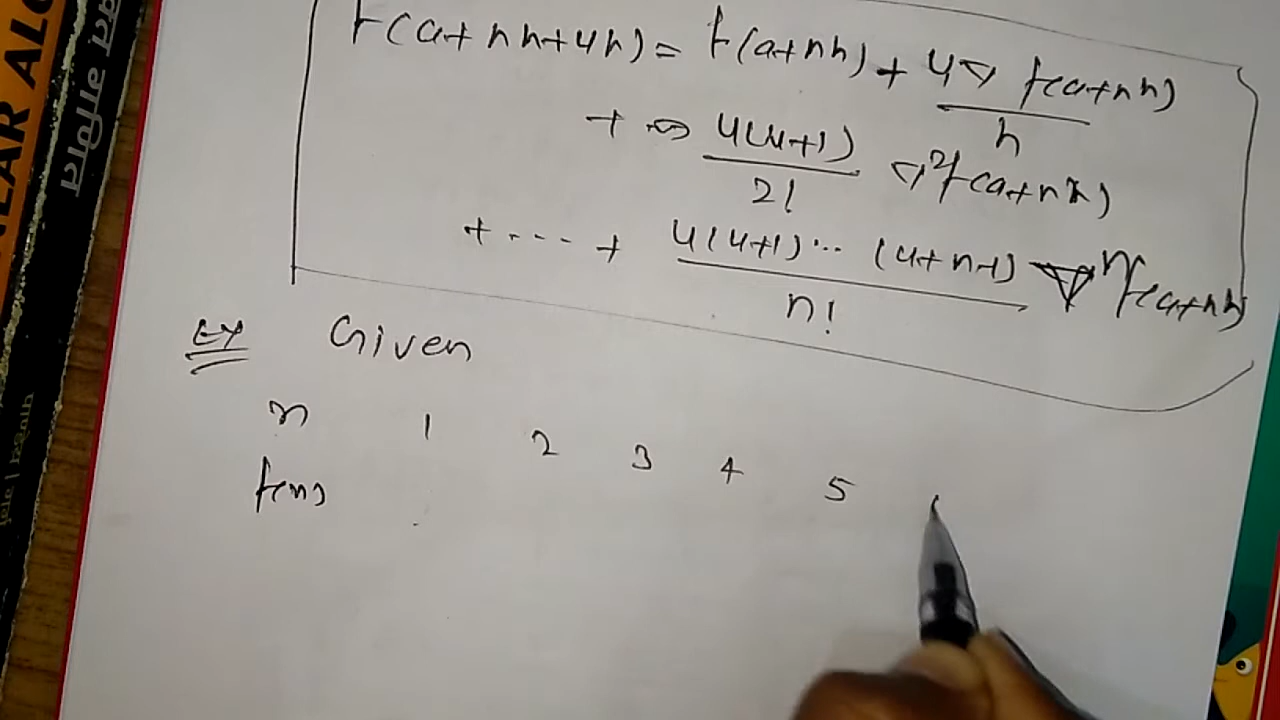 f(a+nh+uh) = f(a+nh) + u∇ f(a+nh) / h
+ u(u+1) / 2! ∇²f(a+nh)
+ .... + u(u+1)... (u+n-1) / n! ∇ⁿf(a+nh)
Ex Given
x 1 2 3 4 5
f(x)